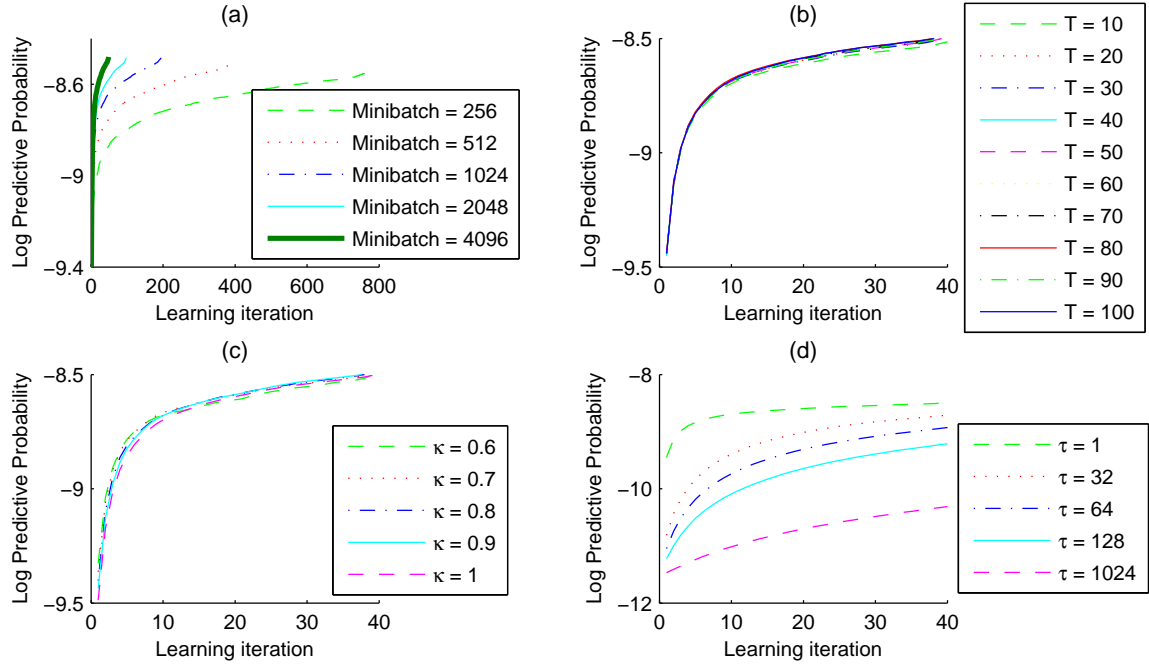 (a)
Log Predictive Probability
−8.6
−9
−9.4
0 200 400 600 800
Learning iteration
Minibatch = 256
Minibatch = 512
Minibatch = 1024
Minibatch = 2048
Minibatch = 4096
(b)
Log Predictive Probability
−8.5
−9
−9.5
0 10 20 30 40
Learning iteration
T = 10
T = 20
T = 30
T = 40
T = 50
T = 60
T = 70
T = 80
T = 90
T = 100
(c)
Log Predictive Probability
−8.5
−9
−9.5
0 10 20 30 40
Learning iteration
κ = 0.6
κ = 0.7
κ = 0.8
κ = 0.9
κ = 1
(d)
Log Predictive Probability
−8
−10
−12
0 10 20 30 40
Learning iteration
τ = 1
τ = 32
τ = 64
τ = 128
τ = 1024